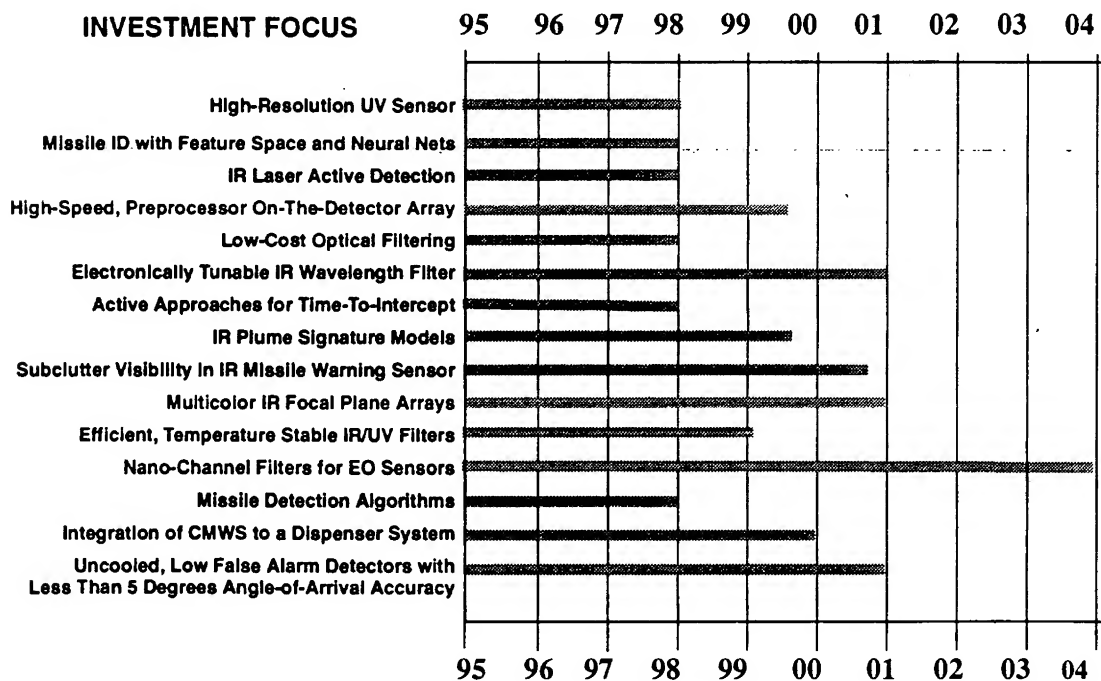 INVESTMENT FOCUS 95 96 97 98 99 00 01 02 03 04
High-Resolution UV Sensor
Missile ID with Feature Space and Neural Nets
IR Laser Active Detection
High-Speed, Preprocessor On-The-Detector Array
Low-Cost Optical Filtering
Electronically Tunable IR Wavelength Filter
Active Approaches for Time-To-Intercept
IR Plume Signature Models
Subclutter Visibility in IR Missile Warning Sensor
Multicolor IR Focal Plane Arrays
Efficient, Temperature Stable IR/UV Filters
Nano-Channel Filters for EO Sensors
Missile Detection Algorithms
Integration of CMWS to a Dispenser System
Uncooled, Low False Alarm Detectors with
Less Than 5 Degrees Angle-of-Arrival Accuracy
95 96 97 98 99 00 01 02 03 04